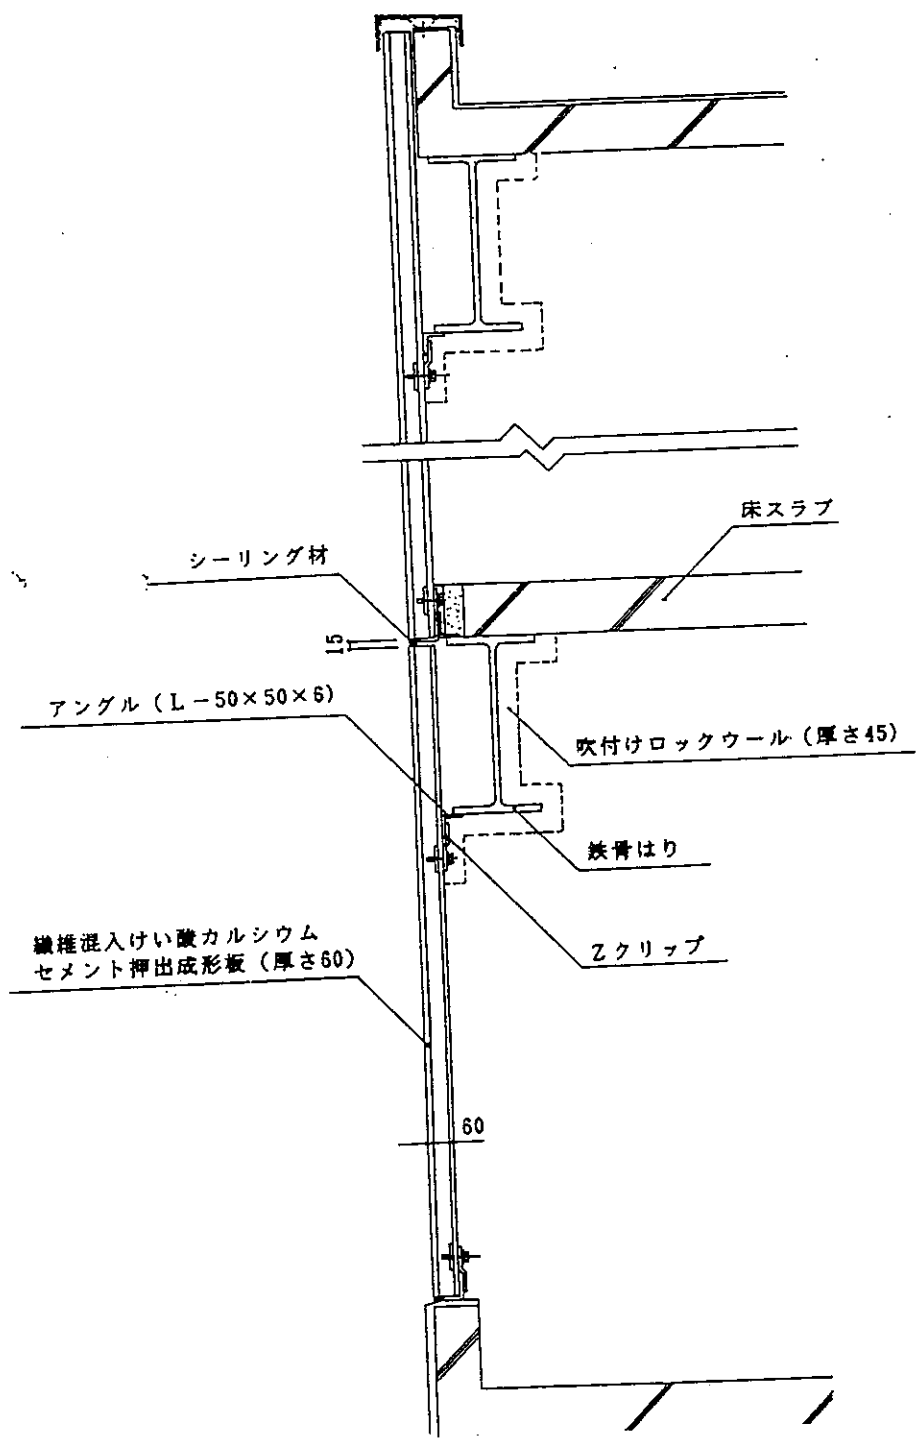 床スラブ
シーリング材
15
アングル（L－50×50×6）
吹付けロックウール（厚さ45）
鉄骨はり
繊維混入けい酸カルシウム
セメント押出成形板（厚さ60）
Zクリップ
60